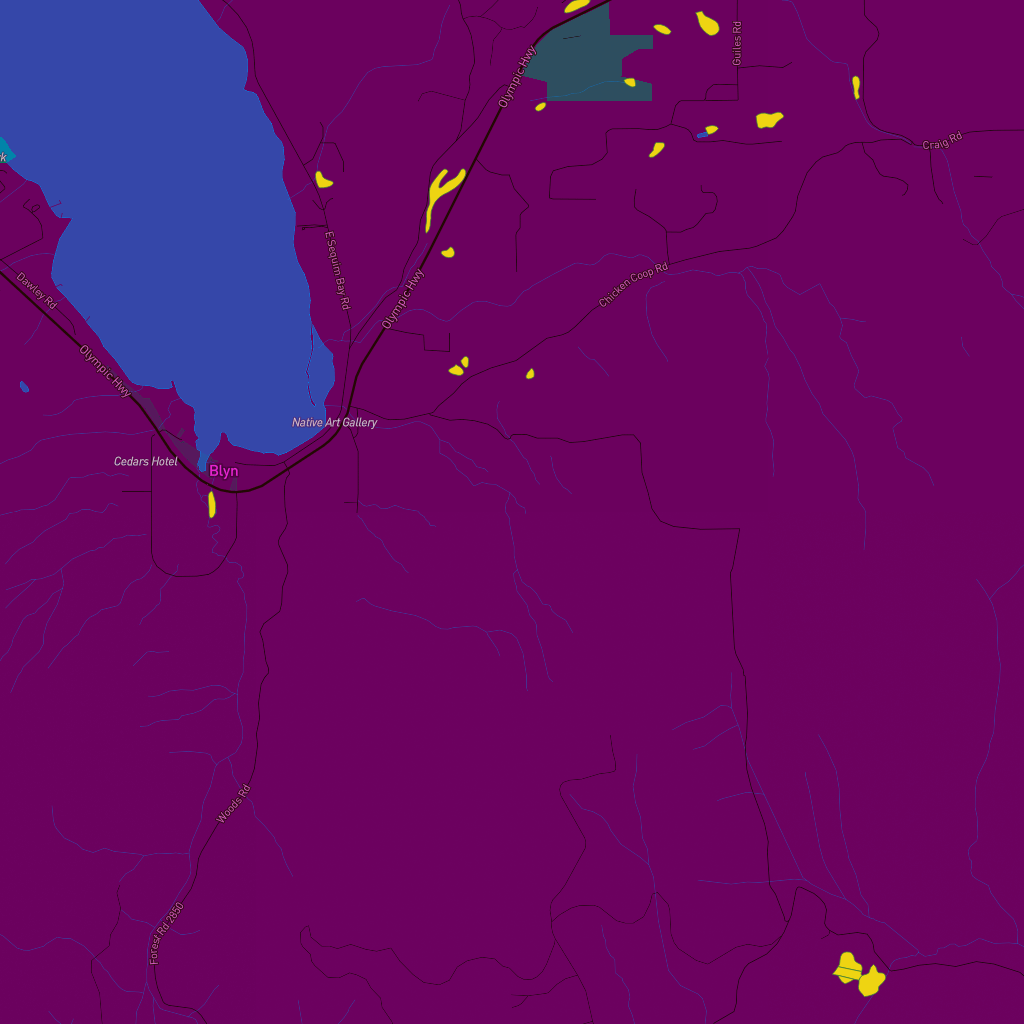 Guiles Rd
Olympic Hwy
Craig Rd
k
E Sequim Bay Rd
Chicken Coop Rd
Dawley Rd
Olympic Hwy
Olympic Hwy
Native Art Gallery
Cedars Hotel
Blyn
Woods Rd
Forest Rd 2850